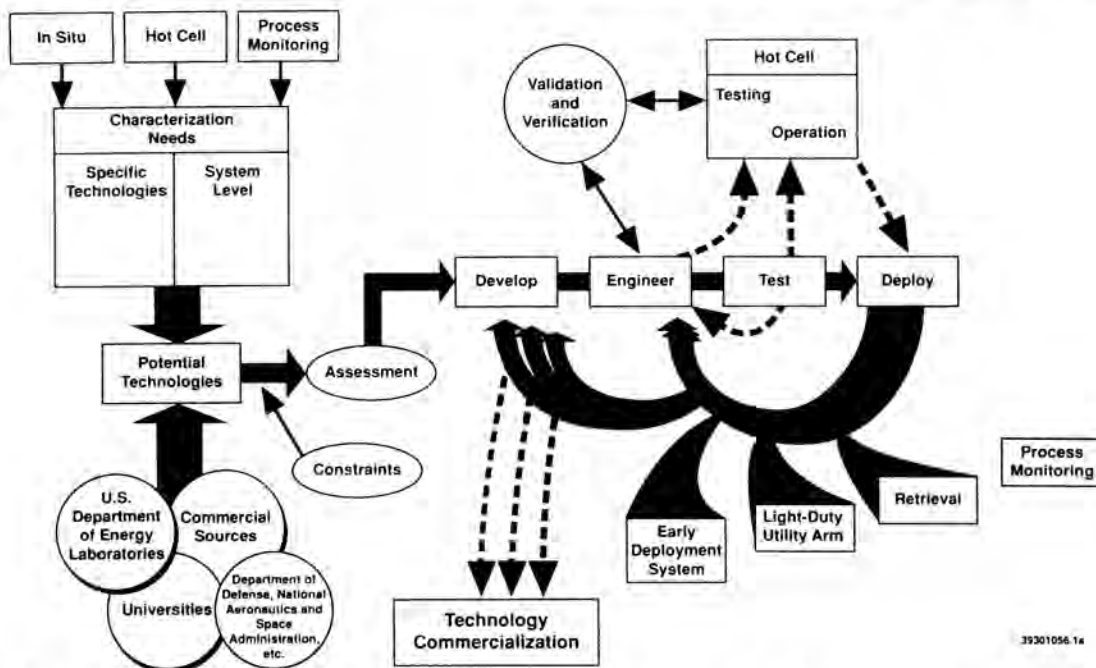 In Situ
Hot Cell
Process
Monitoring
Characterization
Needs
Specific
Technologies
System
Level
Potential
Technologies
Assessment
Constraints
U.S.
Department
of Energy
Laboratories
Commercial
Sources
Universities
Department of
Defense, National
Aeronautics and
Space
Administration,
etc.
Validation
and
Verification
Hot Cell
Testing
Operation
Develop
Engineer
Test
Deploy
Early
Deployment
System
Light-Duty
Utility Arm
Retrieval
Process
Monitoring
Technology
Commercialization
39301056.1a